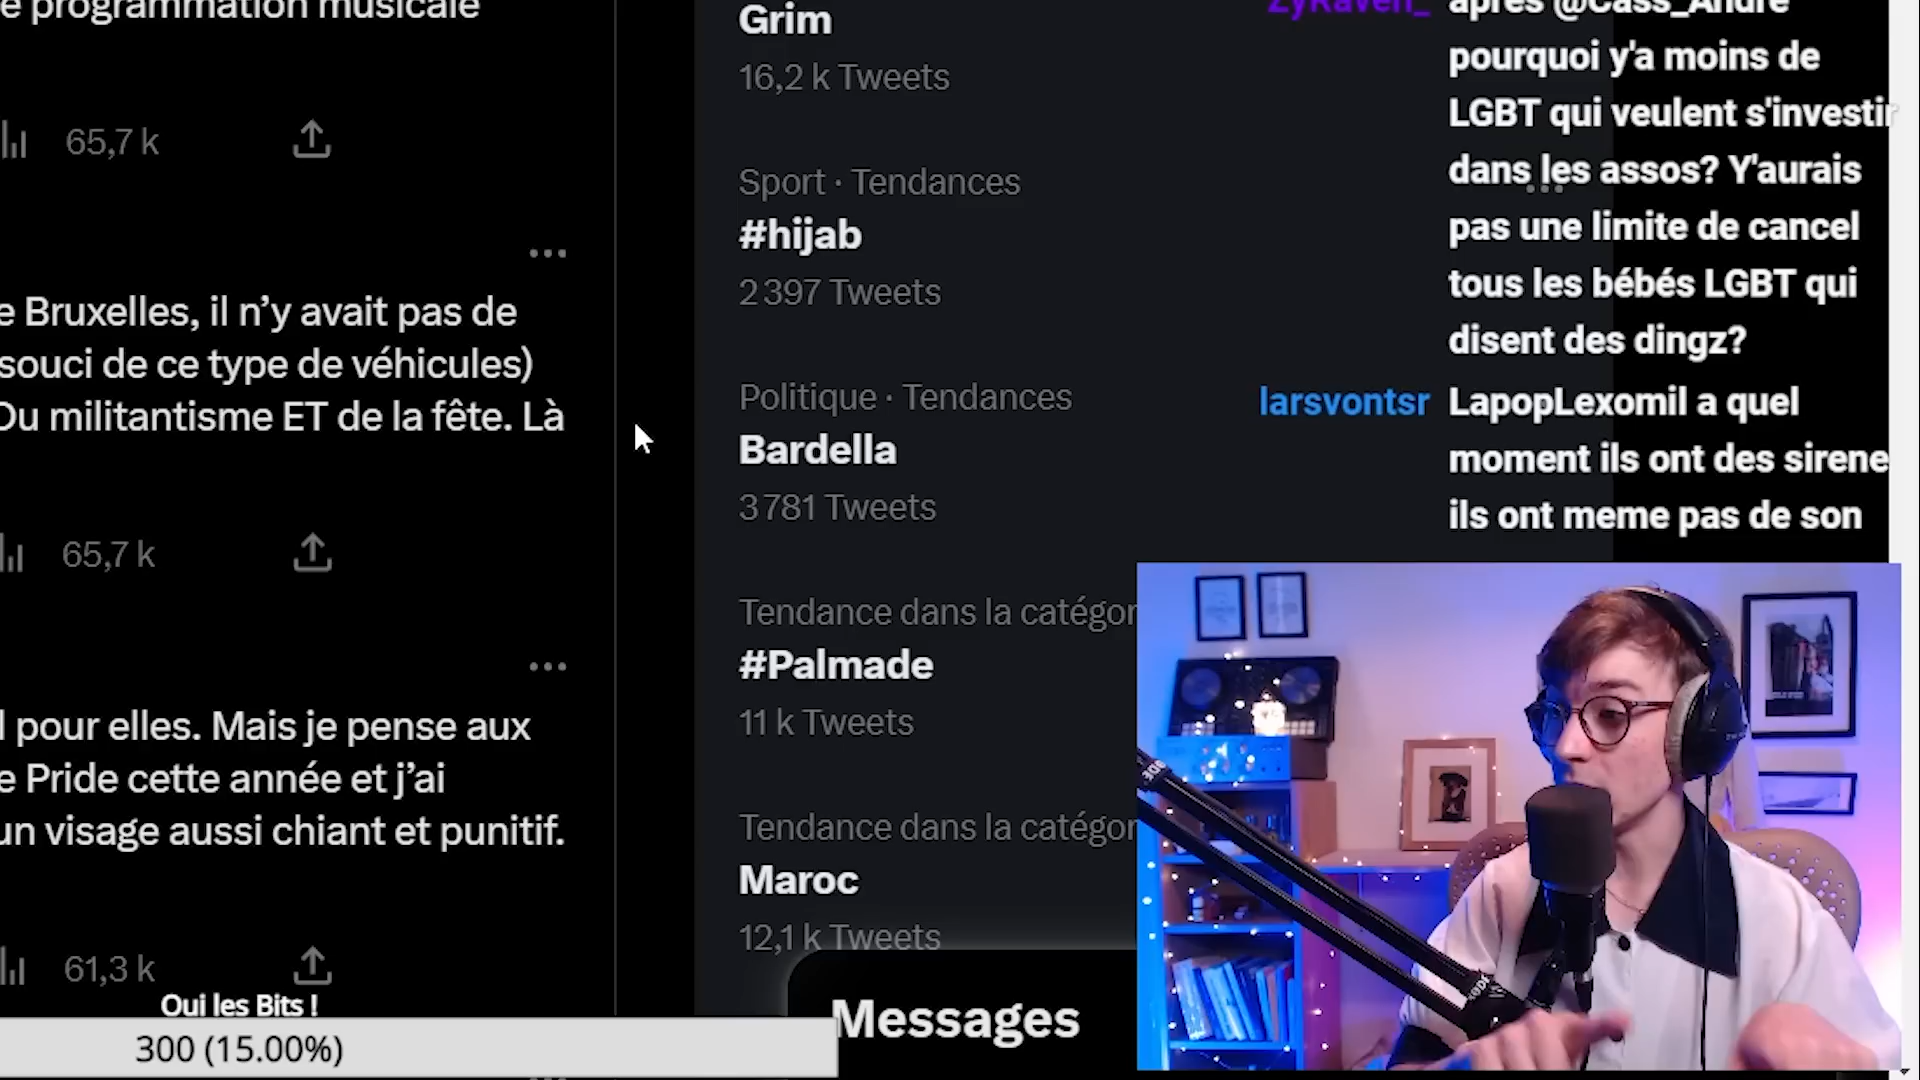 e programmation musicale
65,7 k
e Bruxelles, il n’y avait pas de
souci de ce type de véhicules)
Du militantisme ET de la fête. Là
65,7 k
l pour elles. Mais je pense aux
e Pride cette année et j’ai
un visage aussi chiant et punitif.
61,3 k
Oui les Bits !
300 (15.00%)
Grim
16,2 k Tweets
Sport · Tendances
#hijab
2 397 Tweets
Politique · Tendances
Bardella
3 781 Tweets
Tendance dans la catégor
#Palmade
11 k Tweets
Tendance dans la catégor
Maroc
12,1 k Tweets
Messages
ZyRaven_ après @Cass_Andre
pourquoi y'a moins de
LGBT qui veulent s'investir
dans les assos? Y'aurais
pas une limite de cancel
tous les bébés LGBT qui
disent des dingz?
larsvontsr LapopLexomil a quel
moment ils ont des sirene
ils ont meme pas de son